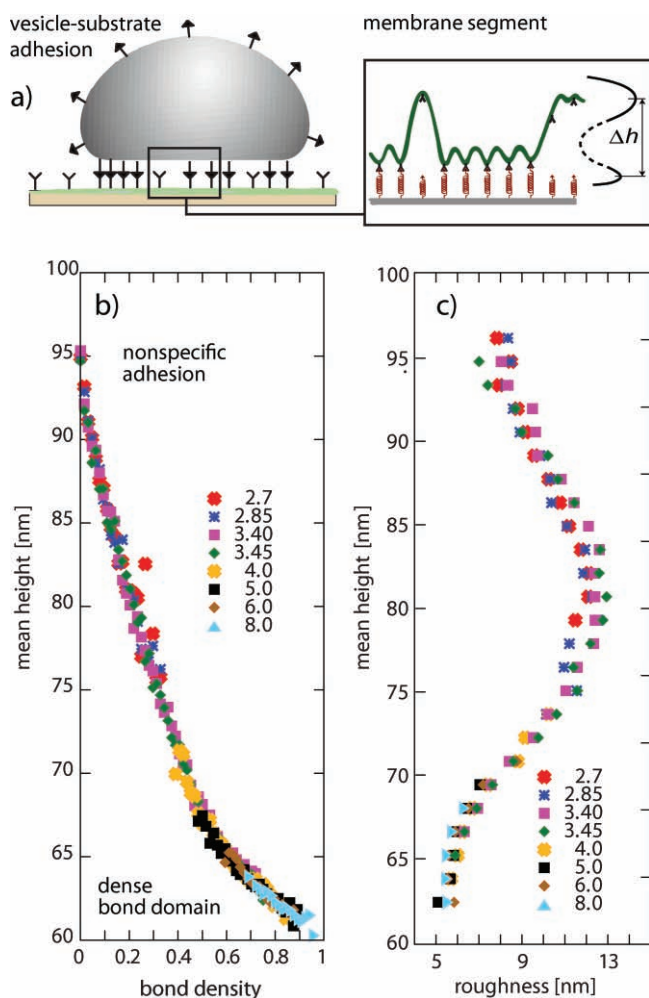 vesicle-substrate
adhesion
membrane segment
a)
Δh
b)
100
95
90
85
80
75
70
65
60
mean height [nm]
nonspecific
adhesion
2.7
2.85
3.40
3.45
4.0
5.0
6.0
8.0
dense
bond domain
0 0.2 0.4 0.6 0.8 1
bond density
c)
100
95
90
85
80
75
70
65
60
mean height [nm]
2.7
2.85
3.40
3.45
4.0
5.0
6.0
8.0
5 7 9 11 13
roughness [nm]